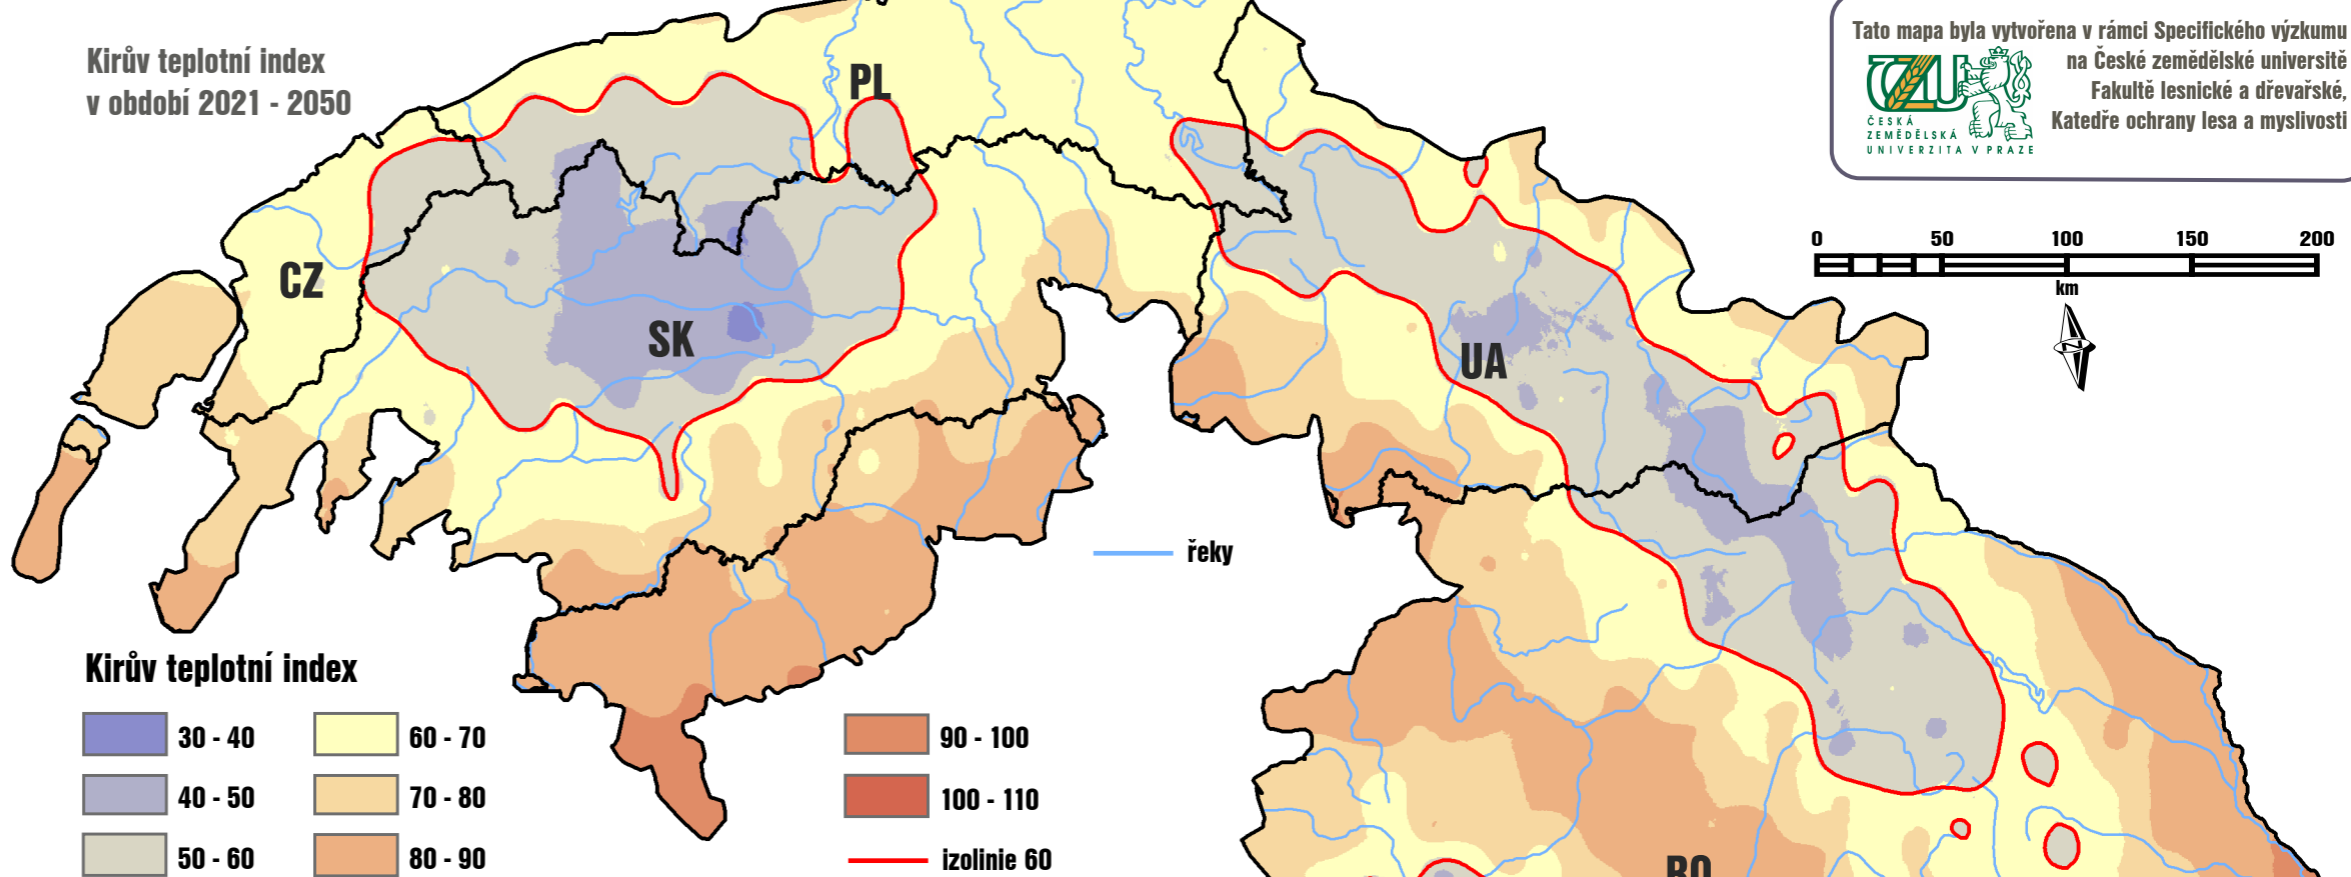 Kirův teplotní index
v období 2021 - 2050
PL
CZ
SK
UA
RO
Tato mapa byla vytvořena v rámci Specifického výzkumu
na České zemědělské universitě
Fakultě lesnické a dřevařské,
Katedře ochrany lesa a myslivosti
ČZU
ČESKÁ
ZEMĚDĚLSKÁ
UNIVERZITA V PRAZE
0 50 100 150 200
km
N
řeky
Kirův teplotní index
30 - 40
40 - 50
50 - 60
60 - 70
70 - 80
80 - 90
90 - 100
100 - 110
izolinie 60